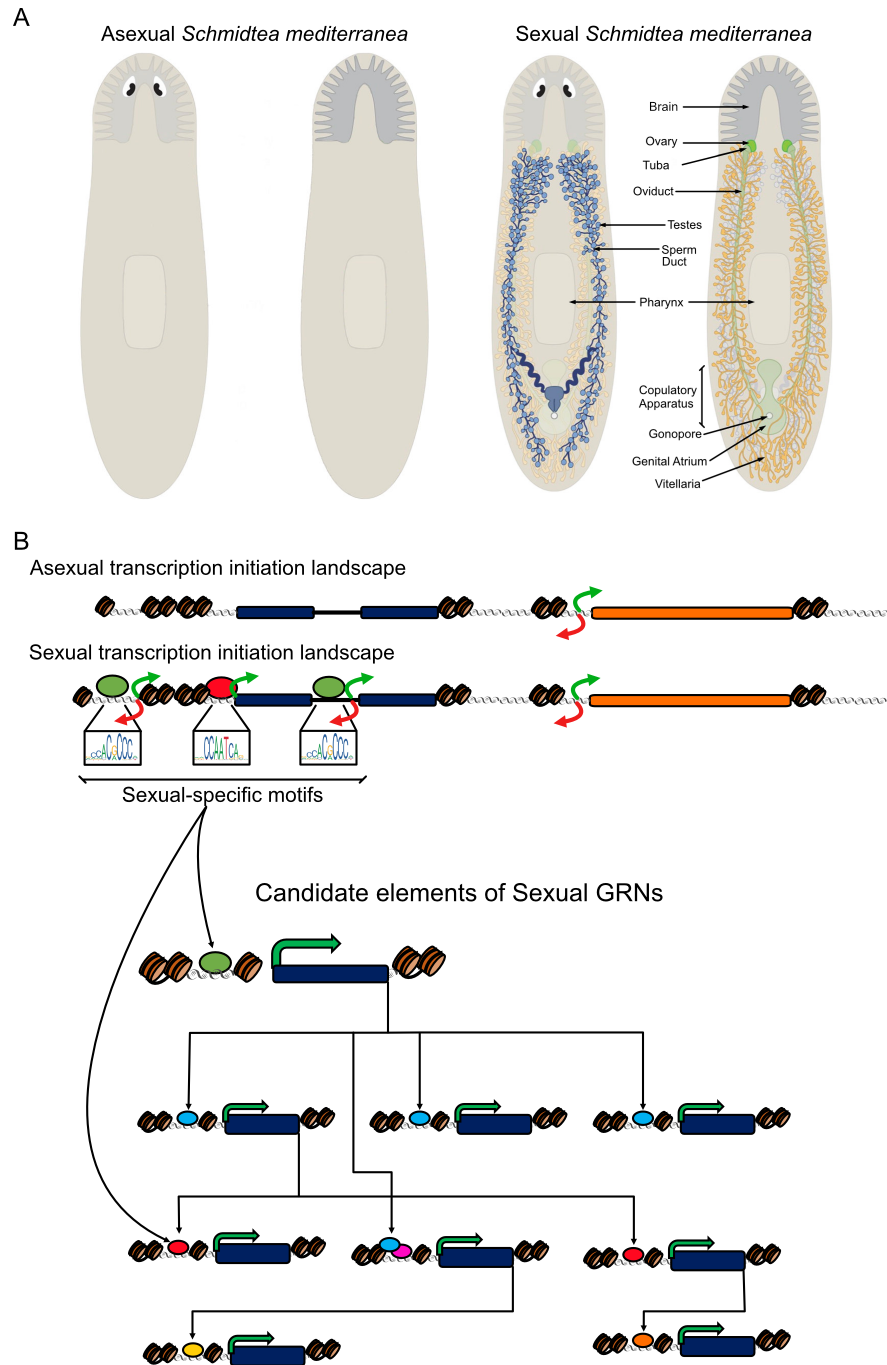 A
Asexual Schmidtea mediterranea
Sexual Schmidtea mediterranea
Brain
Ovary
Tuba
Oviduct
Testes
Sperm
Duct
Pharynx
Copulatory
Apparatus
Gonopore
Genital Atrium
Vitellaria
B
Asexual transcription initiation landscape
Sexual transcription initiation landscape
CCAATCA
Sexual-specific motifs
Candidate elements of Sexual GRNs